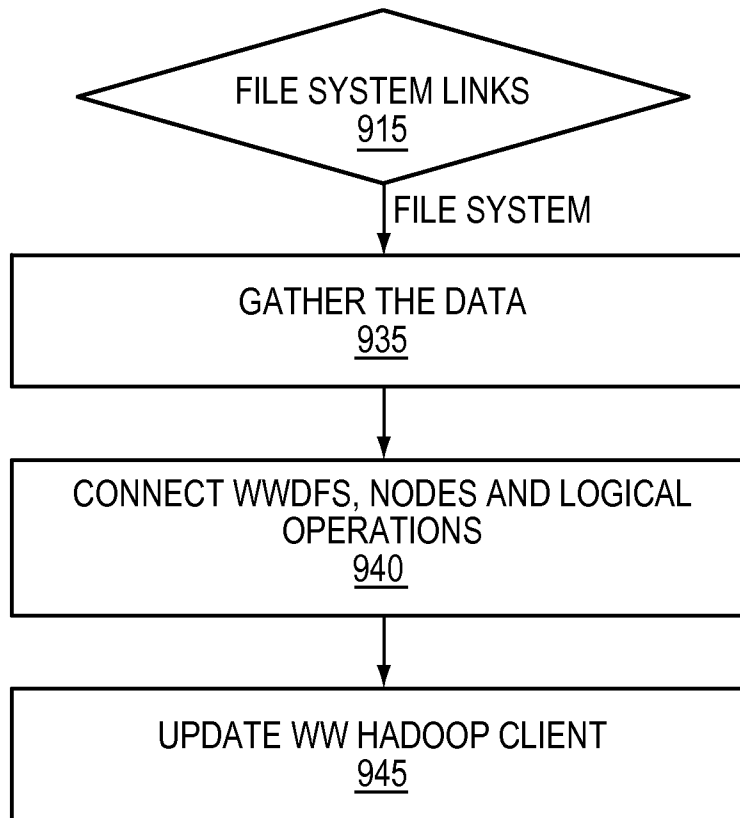 FILE SYSTEM LINKS
915
FILE SYSTEM
GATHER THE DATA
935
CONNECT WWDFS, NODES AND LOGICAL
OPERATIONS
940
UPDATE WW HADOOP CLIENT
945